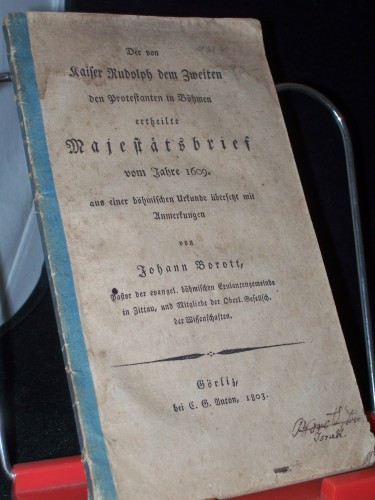 Der von
Kaiser Rudolph dem Zweiten
den Protestanten in Böhmen
ertheilte
Majestätsbrief
vom Jahre 1609.
aus einer böhmischen Urkunde übersetzt mit
Anmerkungen
von
Johann Borott,
Pastor der evangel. böhmischen Exulantengemeinde
in Zittau, und Mitgliede der Oberl. Gesellsch.
der Wissenschaften.
Görlitz,
bei C. G. Anton, 1803.